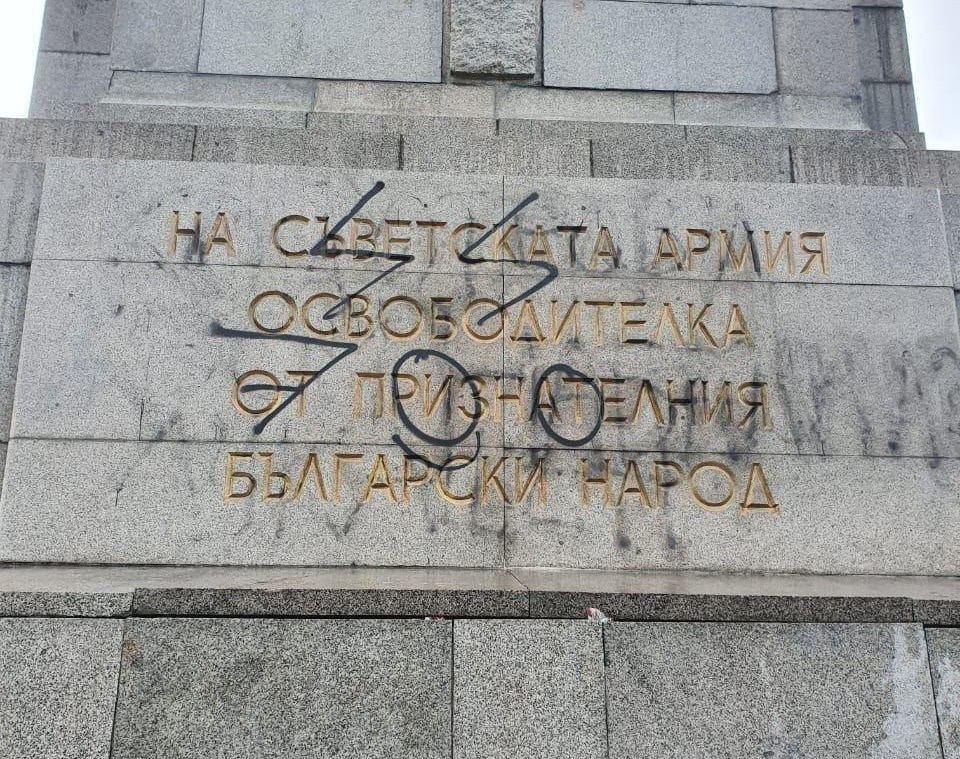 НА СЪВЕТСКАТА АРМИЯ
ОСВОБОДИТЕЛКА
ОТ ПРИЗНАТЕЛНИЯ
БЪЛГАРСКИ НАРОД